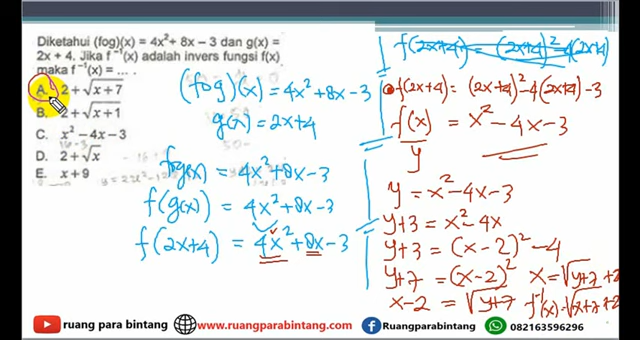 Diketahui (fog)(x) = 4x² + 8x – 3 dan g(x) =
2x + 4. Jika f⁻¹(x) adalah invers fungsi f(x)
maka f⁻¹(x) = ....
A. 2 + √x + 7
B. 2 + √x + 1
C. x² – 4x – 3
D. 2 + √x
E. x + 9
(fog)(x) = 4x²+8x-3
g(x) = 2x+4
fog(x) = 4x²+8x-3
f(g(x)) = 4x²+8x-3
f(2x+4) = 4x²+8x-3
f(2x+4) = (2x+4)²-4(2x+4)
f(2x+4) = (2x+4)²-4(2x+4)-3
f(x) = x²-4x-3
y
y = x²-4x-3
y+3 = x²-4x
y+3 = (x-2)²-4
y+7 = (x-2)² x = √y+7 +2
x-2 = √y+7 f⁻¹(x) = √x+7 +2
ruang para bintang
www.ruangparabintang.com
Ruangparabintang
082163596296